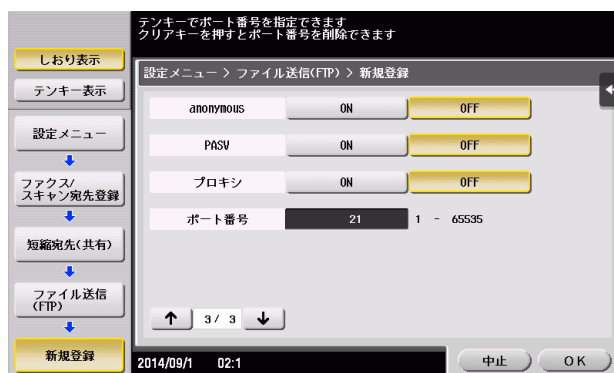 テンキーでポート番号を指定できます
クリアキーを押すとポート番号を削除できます
しおり表示
テンキー表示
設定メニュー
ファクス/
スキャン宛先登録
短縮宛先(共有)
ファイル送信
(FTP)
新規登録
設定メニュー > ファイル送信(FTP) > 新規登録
anonymous ON OFF
PASV ON OFF
プロキシ ON OFF
ポート番号 21 1 - 65535
↑ 3/ 3 ↓
2014/09/1 02:1
中止 OK